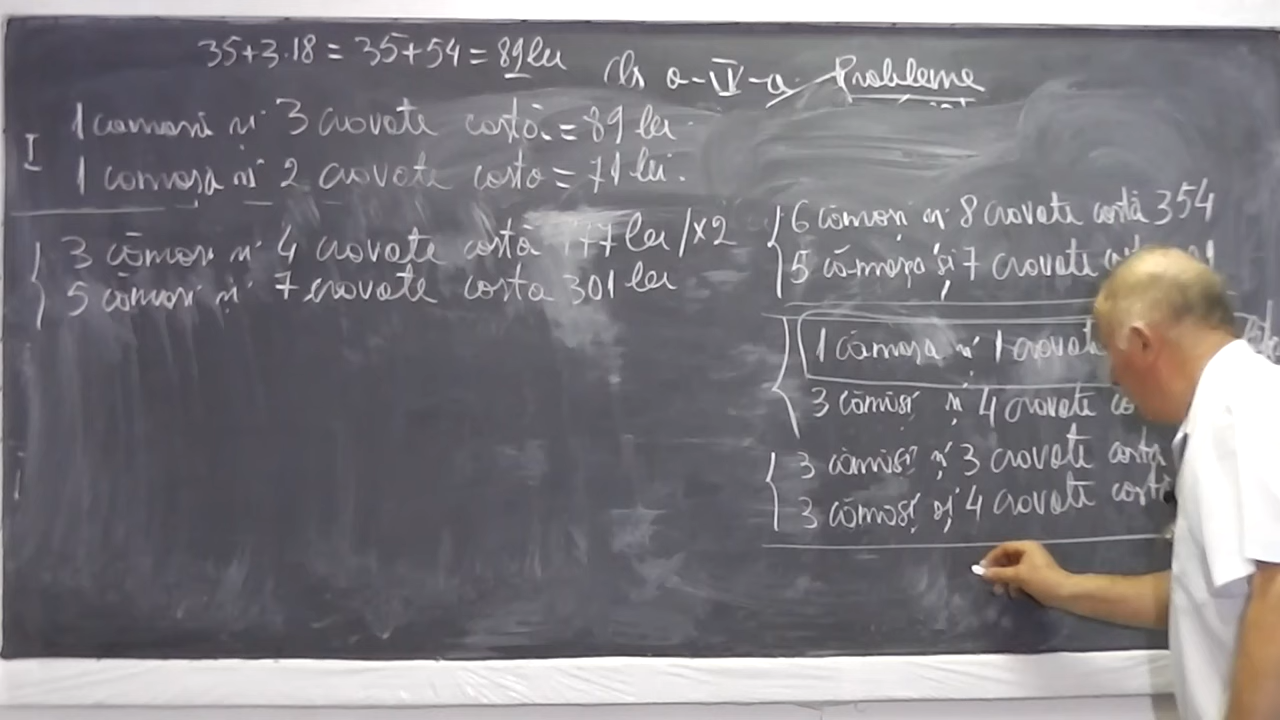 35+3·18 = 35+54 = 89 lei
cls a-IV-a Probleme
I
1 cămașă și 3 cravate costă = 89 lei
1 cămașă și 2 cravate costă = 71 lei.
3 cămăși și 4 cravate costă 177 lei /×2
5 cămăși și 7 cravate costă 301 lei
6 cămăși și 8 cravate costă 354
5 cămăși și 7 cravate
1 cămașă și 1 cravată
3 cămăși și 4 cravate
3 cămăși și 3 cravate costă
3 cămăși și 4 cravate costă